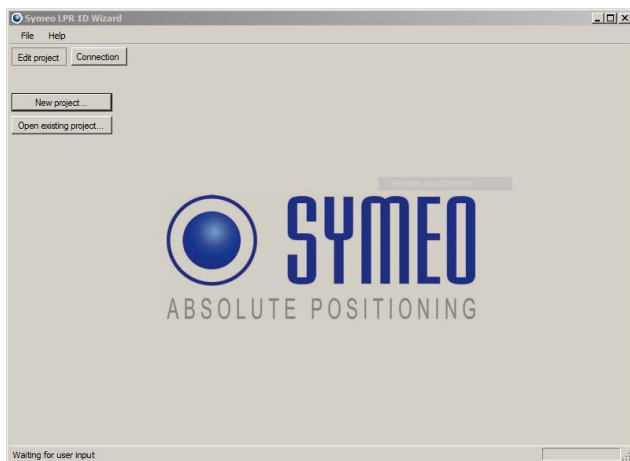 Symeo LPR 1D Wizard
File Help
Edit project Connection
New project...
Open existing project...
Fenster ausschneiden
SYMEO
ABSOLUTE POSITIONING
Waiting for user input